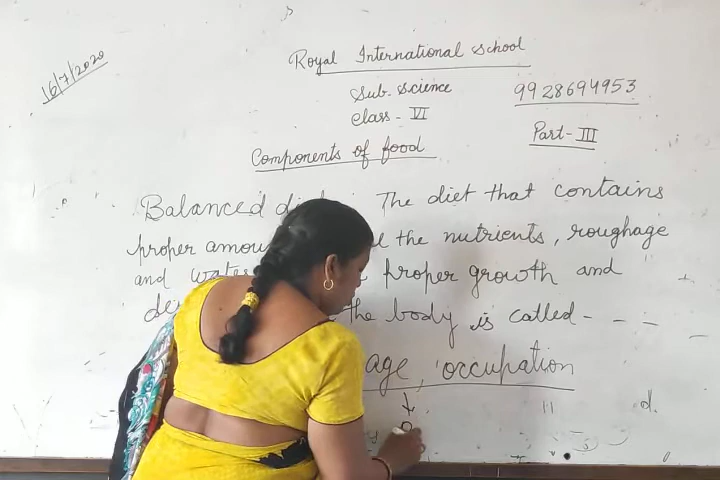 16/7/2020
Royal International School
Sub- Science
9928694953
Class - VI
Part - III
Components of food
Balanced The diet that contains
proper the nutrients, roughage
and proper growth and
the body is called - - -
age, occupation